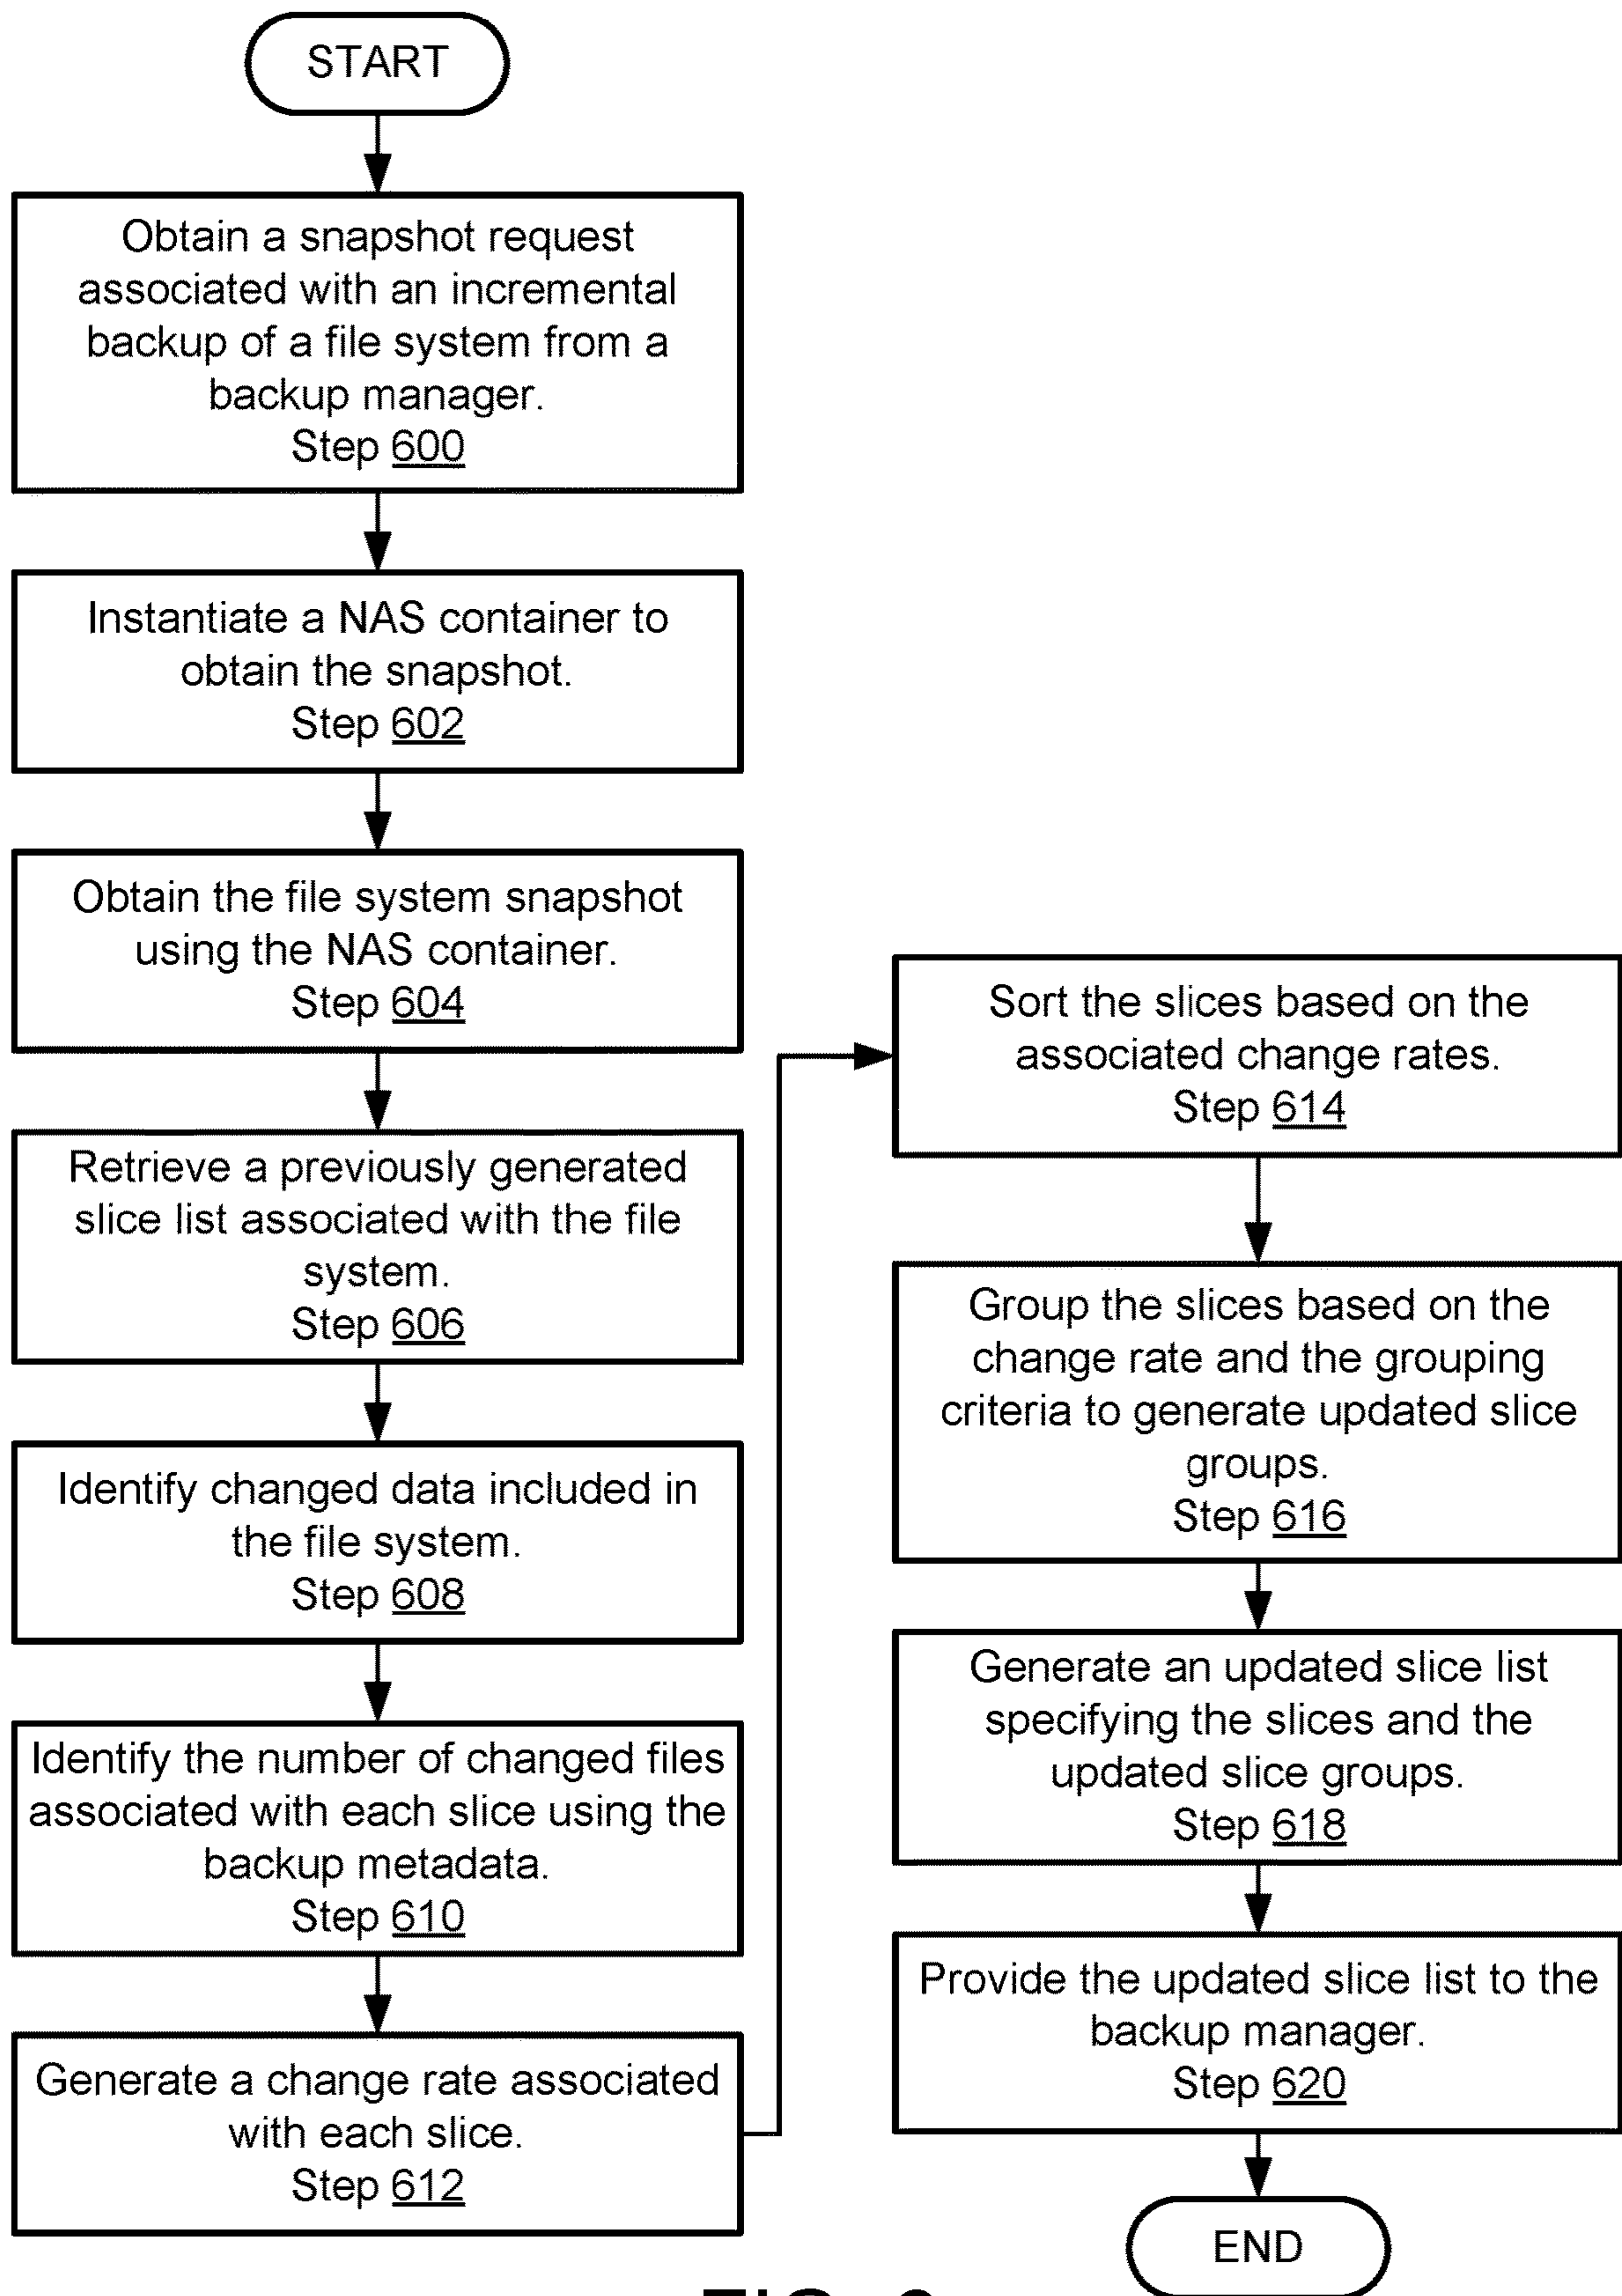 START
Obtain a snapshot request
associated with an incremental
backup of a file system from a
backup manager.
Step 600
Instantiate a NAS container to
obtain the snapshot.
Step 602
Obtain the file system snapshot
using the NAS container.
Step 604
Retrieve a previously generated
slice list associated with the file
system.
Step 606
Identify changed data included in
the file system.
Step 608
Identify the number of changed files
associated with each slice using the
backup metadata.
Step 610
Generate a change rate associated
with each slice.
Step 612
Sort the slices based on the
associated change rates.
Step 614
Group the slices based on the
change rate and the grouping
criteria to generate updated slice
groups.
Step 616
Generate an updated slice list
specifying the slices and the
updated slice groups.
Step 618
Provide the updated slice list to the
backup manager.
Step 620
END